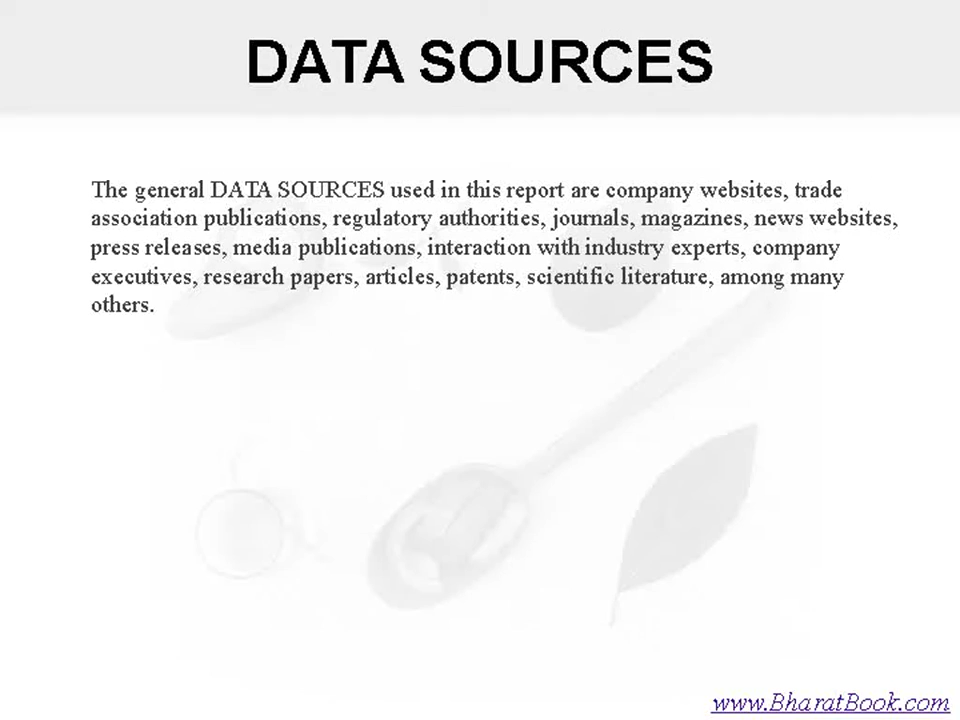 DATA SOURCES
The general DATA SOURCES used in this report are company websites, trade
association publications, regulatory authorities, journals, magazines, news websites,
press releases, media publications, interaction with industry experts, company
executives, research papers, articles, patents, scientific literature, among many
others.
www.BharatBook.com